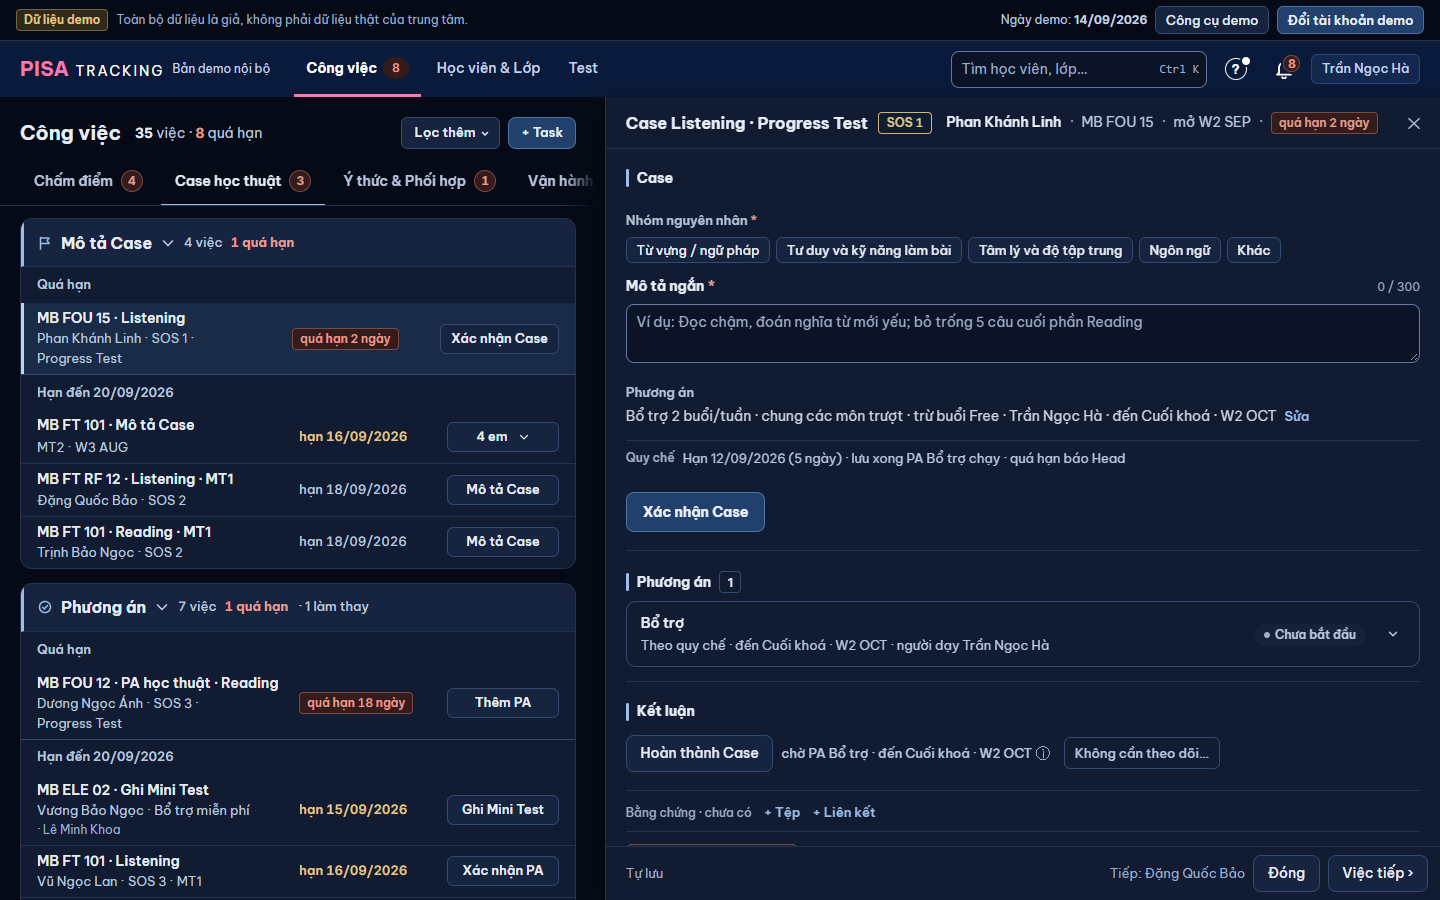 Dữ liệu demo Toàn bộ dữ liệu là giả, không phải dữ liệu thật của trung tâm. Ngày demo: 14/09/2026 Công cụ demo Đổi tài khoản demo
PISA TRACKING Bản demo nội bộ Công việc 8 Học viên & Lớp Test Tìm học viên, lớp... Ctrl K ? 8 Trần Ngọc Hà
Công việc 35 việc · 8 quá hạn Lọc thêm + Task
Chấm điểm 4 Case học thuật 3 Ý thức & Phối hợp 1 Vận hành
Mô tả Case 4 việc 1 quá hạn
Quá hạn
MB FOU 15 · Listening
Phan Khánh Linh · SOS 1 ·
Progress Test
quá hạn 2 ngày Xác nhận Case
Hạn đến 20/09/2026
MB FT 101 · Mô tả Case
MT2 · W3 AUG
hạn 16/09/2026 4 em
MB FT RF 12 · Listening · MT1
Đặng Quốc Bảo · SOS 2
hạn 18/09/2026 Mô tả Case
MB FT 101 · Reading · MT1
Trịnh Bảo Ngọc · SOS 2
hạn 18/09/2026 Mô tả Case
Phương án 7 việc 1 quá hạn · 1 làm thay
Quá hạn
MB FOU 12 · PA học thuật · Reading
Dương Ngọc Ánh · SOS 3 ·
Progress Test
quá hạn 18 ngày Thêm PA
Hạn đến 20/09/2026
MB ELE 02 · Ghi Mini Test
Vương Bảo Ngọc · Bổ trợ miễn phí
· Lê Minh Khoa
hạn 15/09/2026 Ghi Mini Test
MB FT 101 · Listening
Vũ Ngọc Lan · SOS 3 · MT1
hạn 16/09/2026 Xác nhận PA
Case Listening · Progress Test SOS 1 Phan Khánh Linh · MB FOU 15 · mở W2 SEP · quá hạn 2 ngày
Case
Nhóm nguyên nhân *
Từ vựng / ngữ pháp Tư duy và kỹ năng làm bài Tâm lý và độ tập trung Ngôn ngữ Khác
Mô tả ngắn * 0 / 300
Ví dụ: Đọc chậm, đoán nghĩa từ mới yếu; bỏ trống 5 câu cuối phần Reading
Phương án
Bổ trợ 2 buổi/tuần · chung các môn trượt · trừ buổi Free · Trần Ngọc Hà · đến Cuối khoá · W2 OCT Sửa
Quy chế Hạn 12/09/2026 (5 ngày) · lưu xong PA Bổ trợ chạy · quá hạn báo Head
Xác nhận Case
Phương án 1
Bổ trợ
Theo quy chế · đến Cuối khoá · W2 OCT · người dạy Trần Ngọc Hà
Chưa bắt đầu
Kết luận
Hoàn thành Case chờ PA Bổ trợ · đến Cuối khoá · W2 OCT Không cần theo dõi...
Bằng chứng · chưa có + Tệp + Liên kết
Tự lưu Tiếp: Đặng Quốc Bảo Đóng Việc tiếp ›